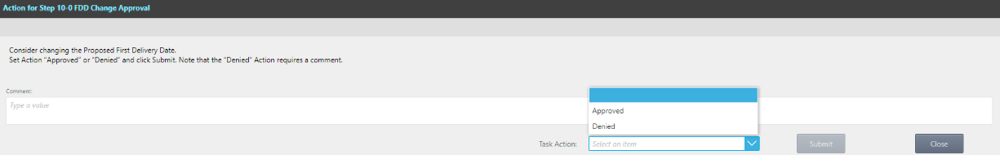 Action for Step 10-0 FDD Change Approval
Consider changing the Proposed First Delivery Date.
Set Action "Approved" or "Denied" and click Submit. Note that the "Denied" Action requires a comment.
Comment:
Type a value
Approved
Denied
Task Action: Select an item Submit Close